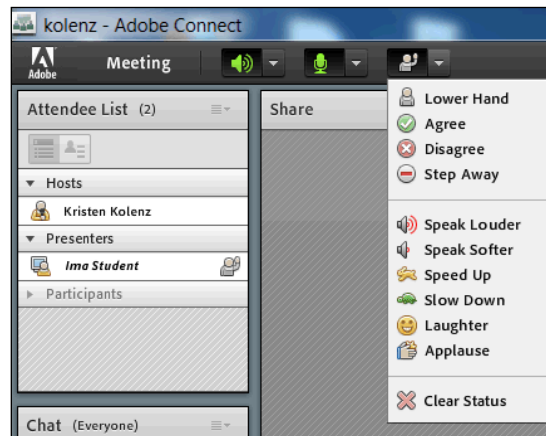 kolenz - Adobe Connect
Adobe
Meeting
Attendee List (2)
Share
Hosts
Kristen Kolenz
Presenters
Ima Student
Participants
Chat (Everyone)
Lower Hand
Agree
Disagree
Step Away
Speak Louder
Speak Softer
Speed Up
Slow Down
Laughter
Applause
Clear Status